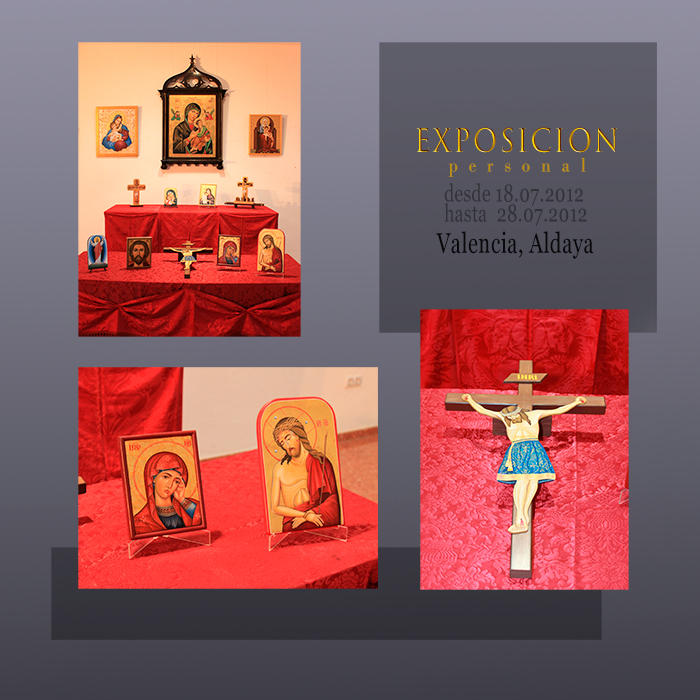 EXPOSICION
personal
desde 18.07.2012
hasta 28.07.2012
Valencia, Aldaya